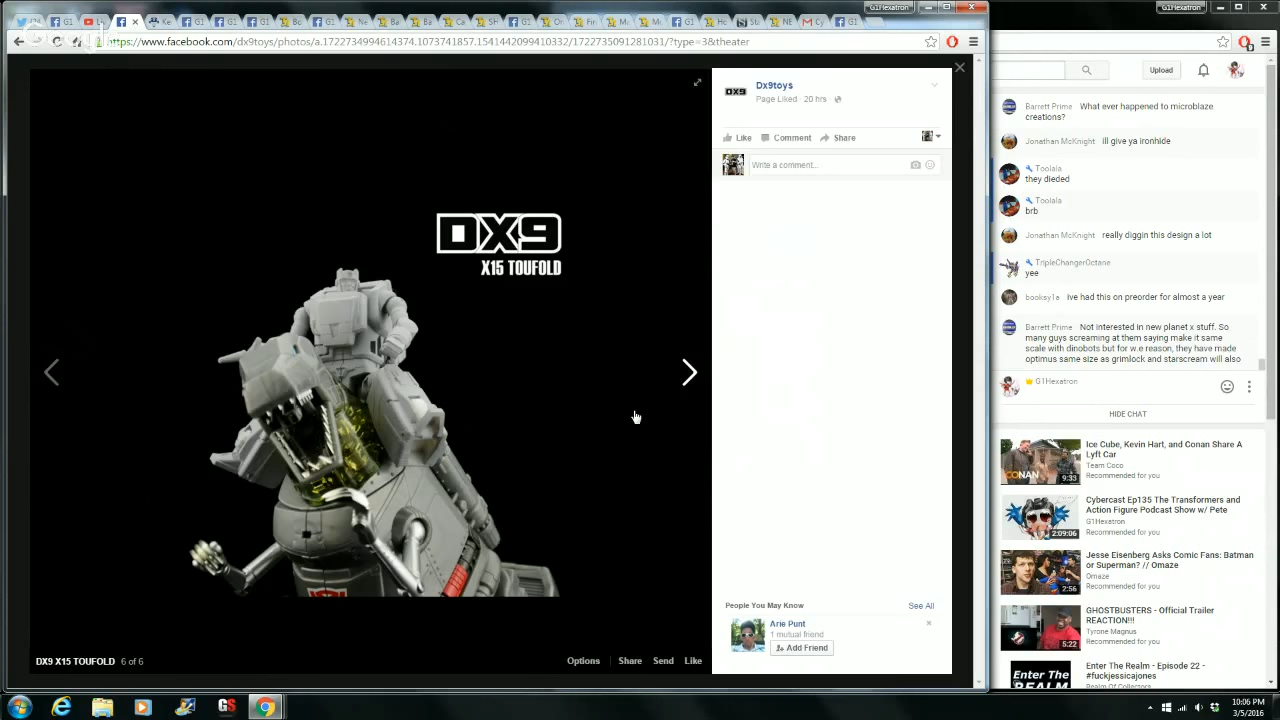 G1Hexatron
G1Hexatron
https://www.facebook.com/dx9toys/photos/a.1722734994614374.1073741857.1541442099410332/1722735091281031/?type=3&theater
DX9
X15 TOUFOLD
DX9 X15 TOUFOLD 6 of 6
Options Share Send Like
DX9
Dx9toys
Page Liked 20 hrs
Like Comment Share
Write a comment...
People You May Know See All
Arie Punt
1 mutual friend
Add Friend
Upload
Barrett Prime What ever happened to microblaze
creations?
Jonathan McKnight ill give ya ironhide
Toolala
they dieded
Toolala
brb
Jonathan McKnight really diggin this design a lot
TripleChangerOctane
yee
booksy1a Ive had this on preorder for almost a year
Barrett Prime Not interested in new planet x stuff. So
many guys screaming at them saying make it same
scale with dinobots but for w.e reason, they have made
optimus same size as grimlock and starscream will also
G1Hexatron
HIDE CHAT
Ice Cube, Kevin Hart, and Conan Share A
Lyft Car
Team Coco
Recommended for you
CONAN
9:33
Cybercast Ep135 The Transformers and
Action Figure Podcast Show w/ Pete
G1Hexatron
Recommended for you
2:09:06
Jesse Eisenberg Asks Comic Fans: Batman
or Superman? // Omaze
Omaze
Recommended for you
2:56
GHOSTBUSTERS - Official Trailer
REACTION!!!
Tyrone Magnus
Recommended for you
5:22
Enter The Realm - Episode 22 -
#fuckjessicajones
Realm Of Collectors
Enter The
REALM
GS
10:06 PM
3/5/2016